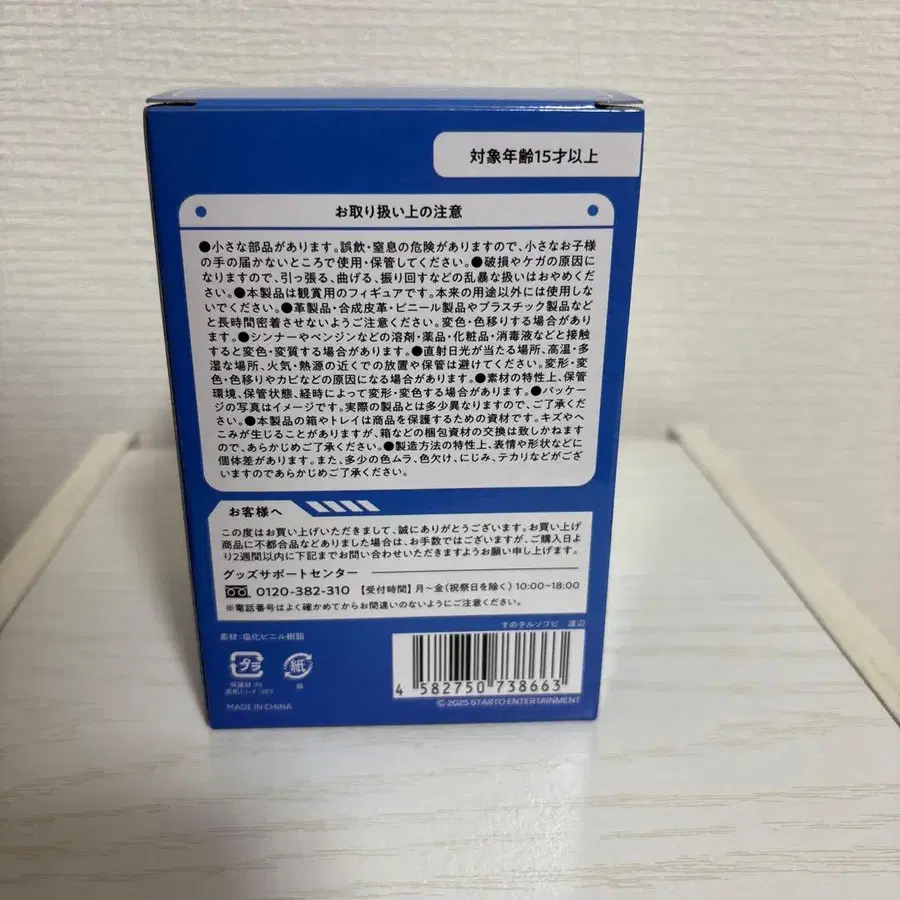 対象年齢15才以上
お取り扱い上の注意
●小さな部品があります。誤飲・窒息の危険がありますので、小さなお子様
の手の届かないところで使用・保管してください。●破損やケガの原因に
なりますので、引っ張る、曲げる、振り回すなどの乱暴な扱いはおやめくだ
さい。●本製品は観賞用のフィギュアです。本来の用途以外には使用しな
いでください。●革製品・合成皮革・ビニール製品やプラスチック製品など
と長時間密着させないようご注意ください。変色・色移りする場合があり
ます。●シンナーやベンジンなどの溶剤・薬品・化粧品・消毒液などと接触
すると変色・変質する場合があります。●直射日光が当たる場所、高温・多
湿な場所、火気・熱源の近くでの放置や保管は避けてください。変形・変
色・色移りやカビなどの原因になる場合があります。●素材の特性上、保管
環境、保管状態、経時によって変形・変色する場合があります。●パッケー
ジの写真はイメージです。実際の製品とは多少異なりますので、ご了承くだ
さい。●本製品の箱やトレイは商品を保護するための資材です。キズやへ
こみが生じることがありますが、箱などの梱包資材の交換は致しかねます
ので、あらかじめご了承ください。●製造方法の特性上、表情や形状などに
個体差があります。また、多少の色ムラ、色欠け、にじみ、テカリなどがござ
いますのであらかじめご了承ください。
お客様へ
この度はお買い上げいただきまして、誠にありがとうございます。お買い上げ
商品に不都合品などありました場合は、お手数ではございますが、ご購入日よ
り2週間以内に下記までお問い合わせいただきますようお願い申し上げます。
グッズサポートセンター
0120-382-310 【受付時間】月〜金(祝祭日を除く)10:00~18:00
※電話番号はよく確かめてからお間違いのないようにご注意ください。
すのチルソフビ 渡辺
素材:塩化ビニル樹脂
プラ
紙
保護材:PE
透明トレイ:PET
箱
4 582750 738663
MADE IN CHINA
© 2025 STARTO ENTERTAINMENT